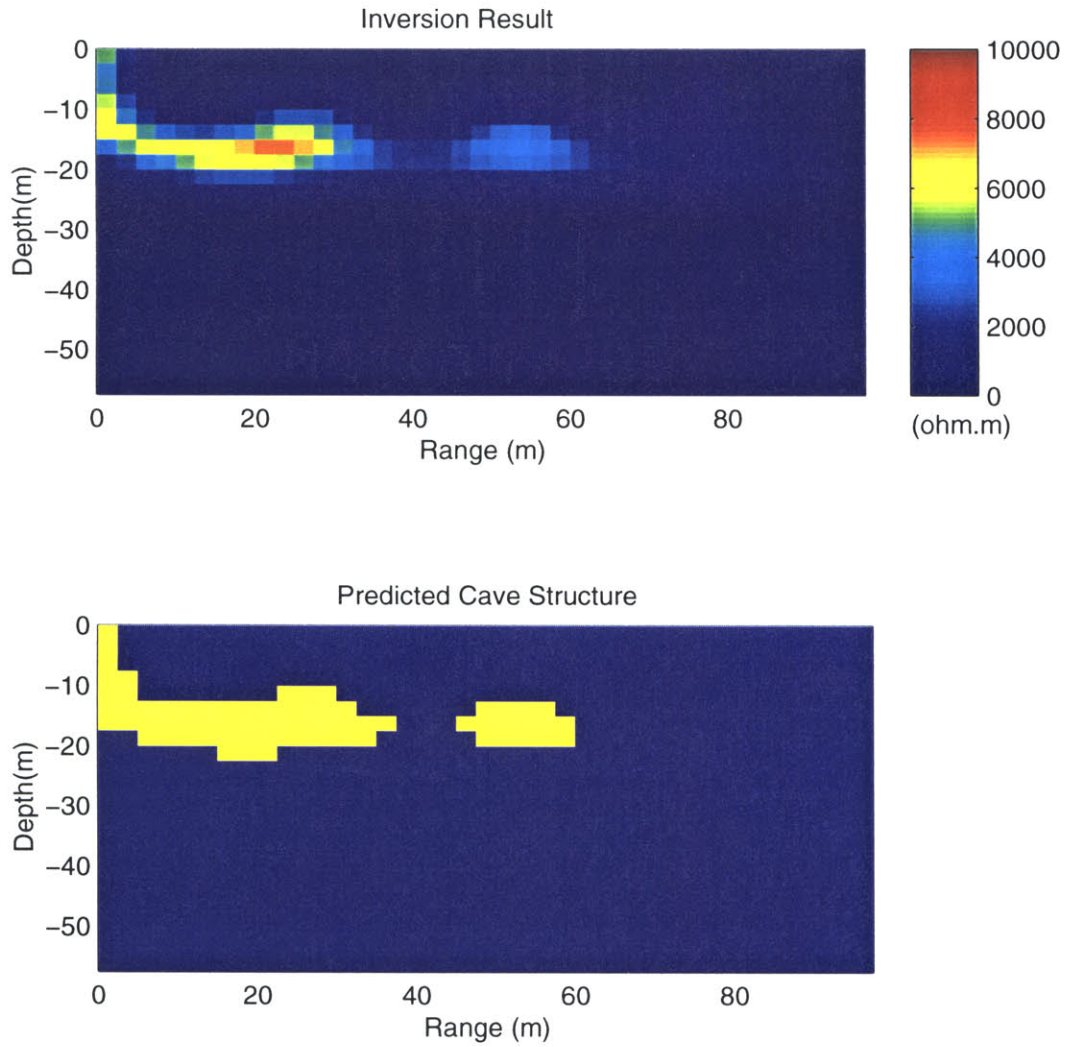 Inversion Result
0
−10
−20
−30
−40
−50
Depth(m)
0 20 40 60 80
Range (m)
10000
8000
6000
4000
2000
0
(ohm.m)
Predicted Cave Structure
0
−10
−20
−30
−40
−50
Depth(m)
0 20 40 60 80
Range (m)